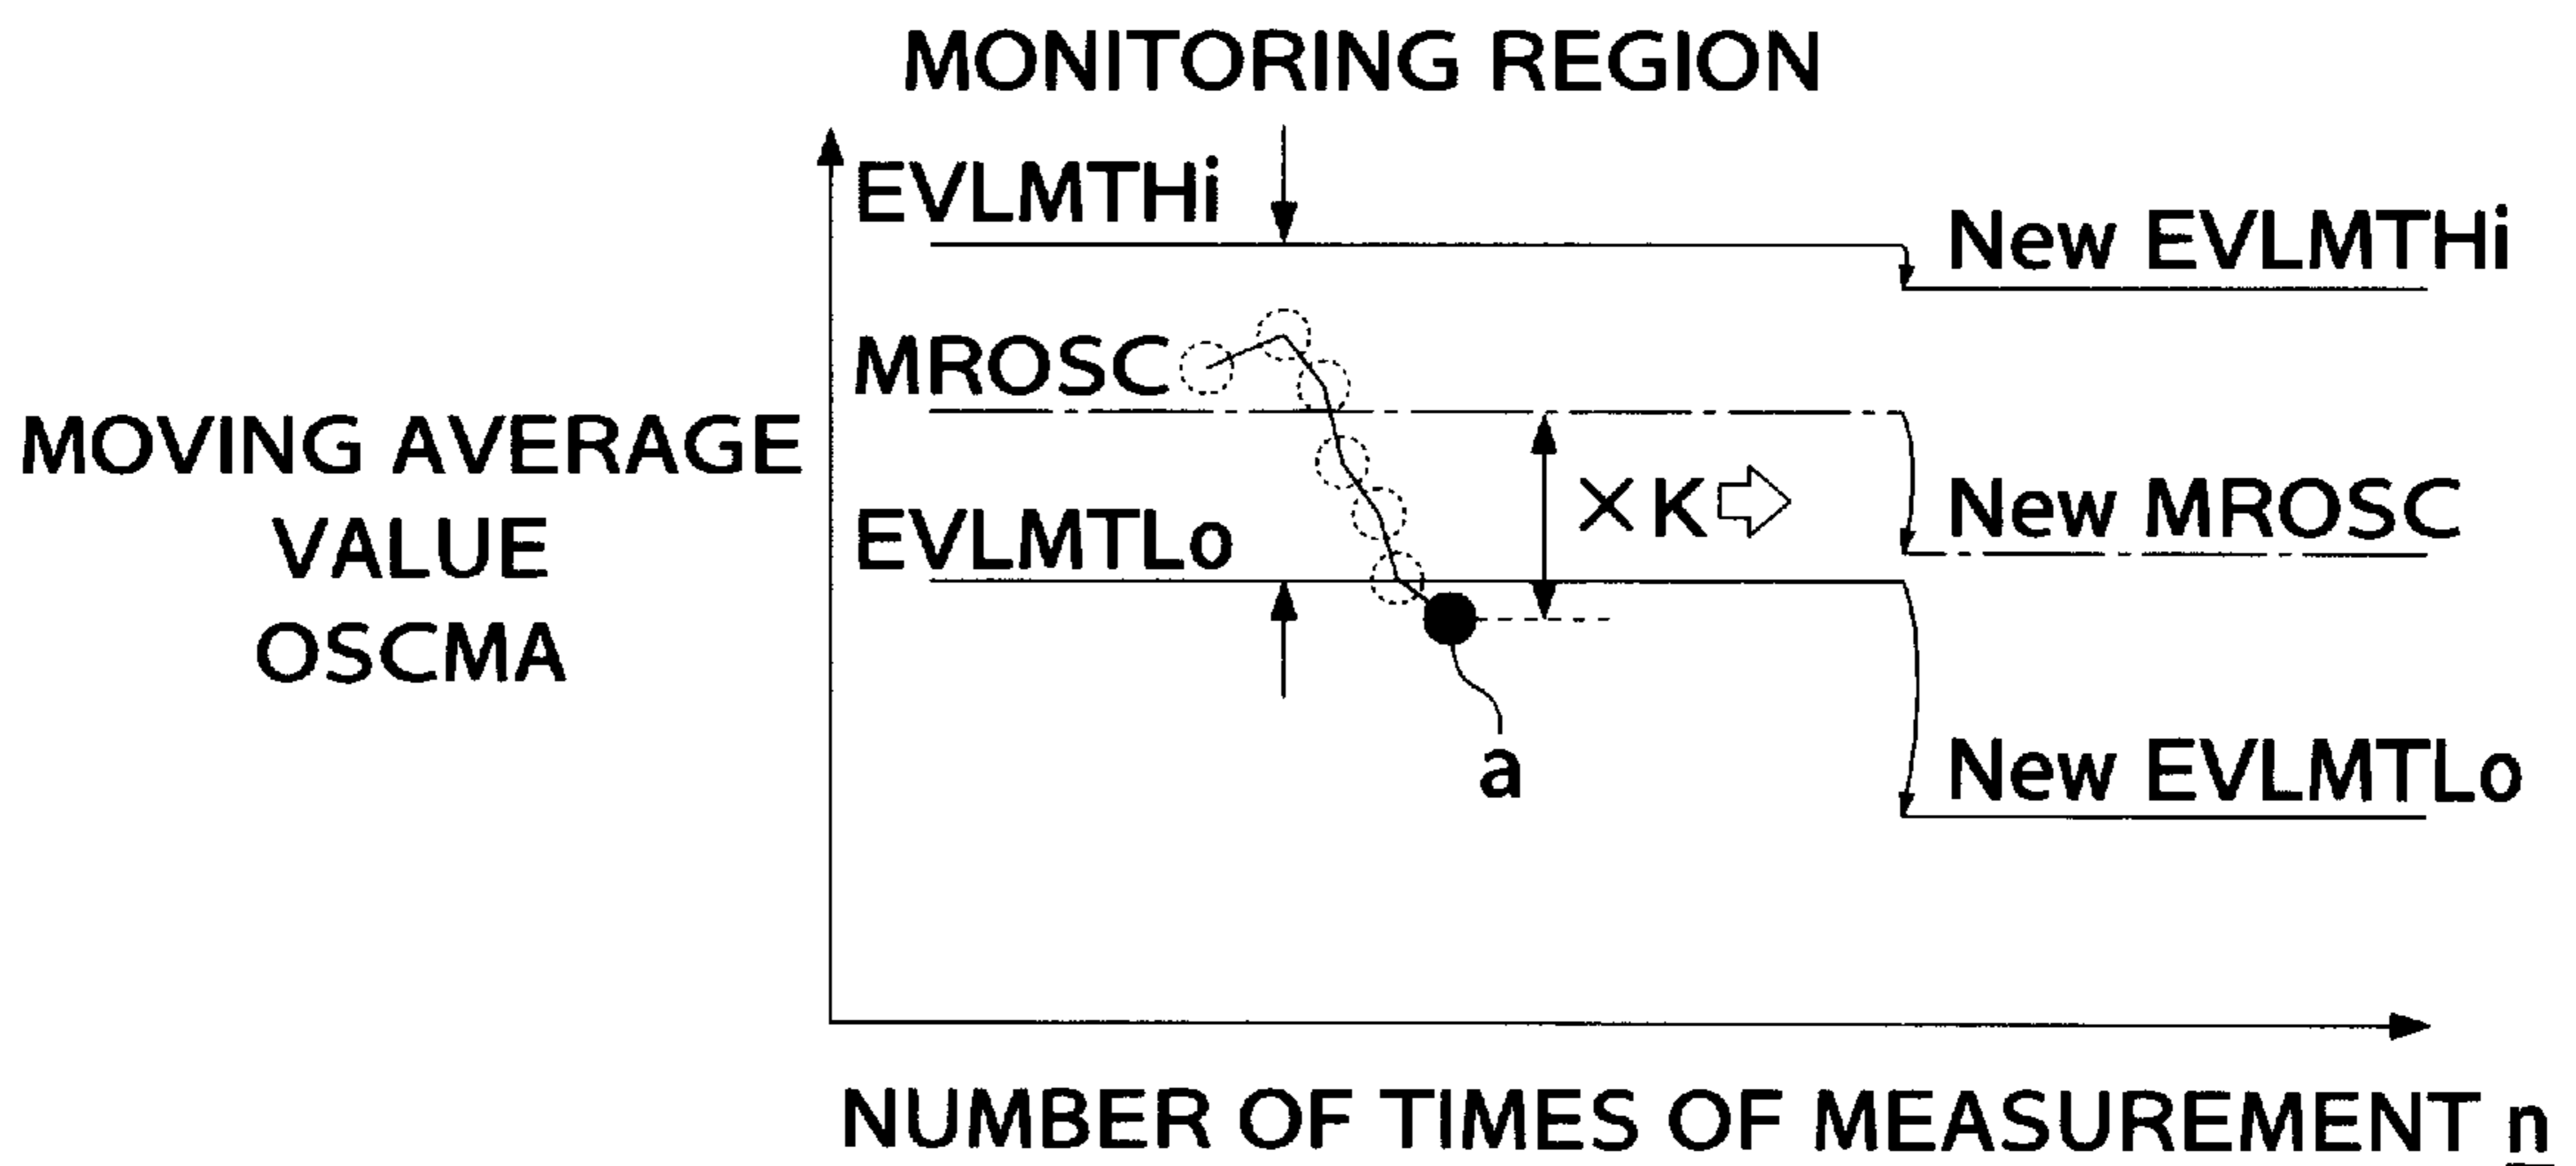 MONITORING REGION
EVLMTHi
New EVLMTHi
MROSC
MOVING AVERAGE
VALUE
OSCMA
×K
New MROSC
EVLMTLo
a
New EVLMTLo
NUMBER OF TIMES OF MEASUREMENT n